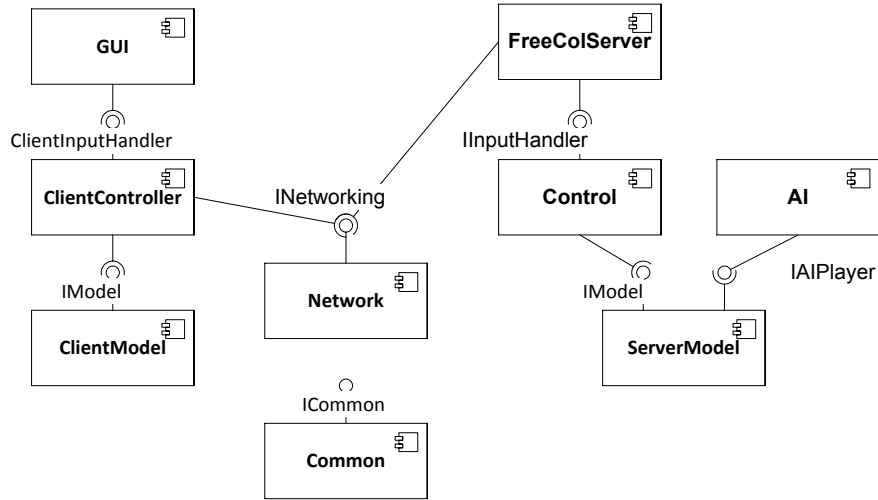 GUI
FreeColServer
ClientInputHandler
IInputHandler
ClientController
INetworking
Control
AI
IModel
Network
IModel
IAIPlayer
ClientModel
ServerModel
ICommon
Common